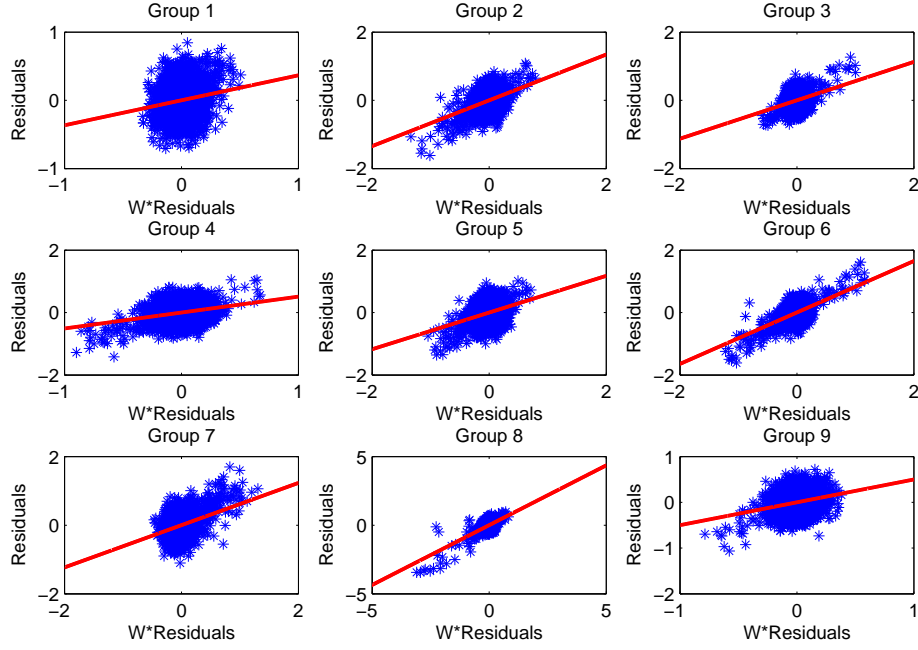 Group 1
Residuals
1
0
−1
−1 0 1
W*Residuals
Group 2
Residuals
2
0
−2
−2 0 2
W*Residuals
Group 3
Residuals
2
0
−2
−2 0 2
W*Residuals
Group 4
Residuals
2
0
−2
−1 0 1
W*Residuals
Group 5
Residuals
2
0
−2
−2 0 2
W*Residuals
Group 6
Residuals
2
0
−2
−2 0 2
W*Residuals
Group 7
Residuals
2
0
−2
−2 0 2
W*Residuals
Group 8
Residuals
5
0
−5
−5 0 5
W*Residuals
Group 9
Residuals
1
0
−1
−2
−1 0 1
W*Residuals